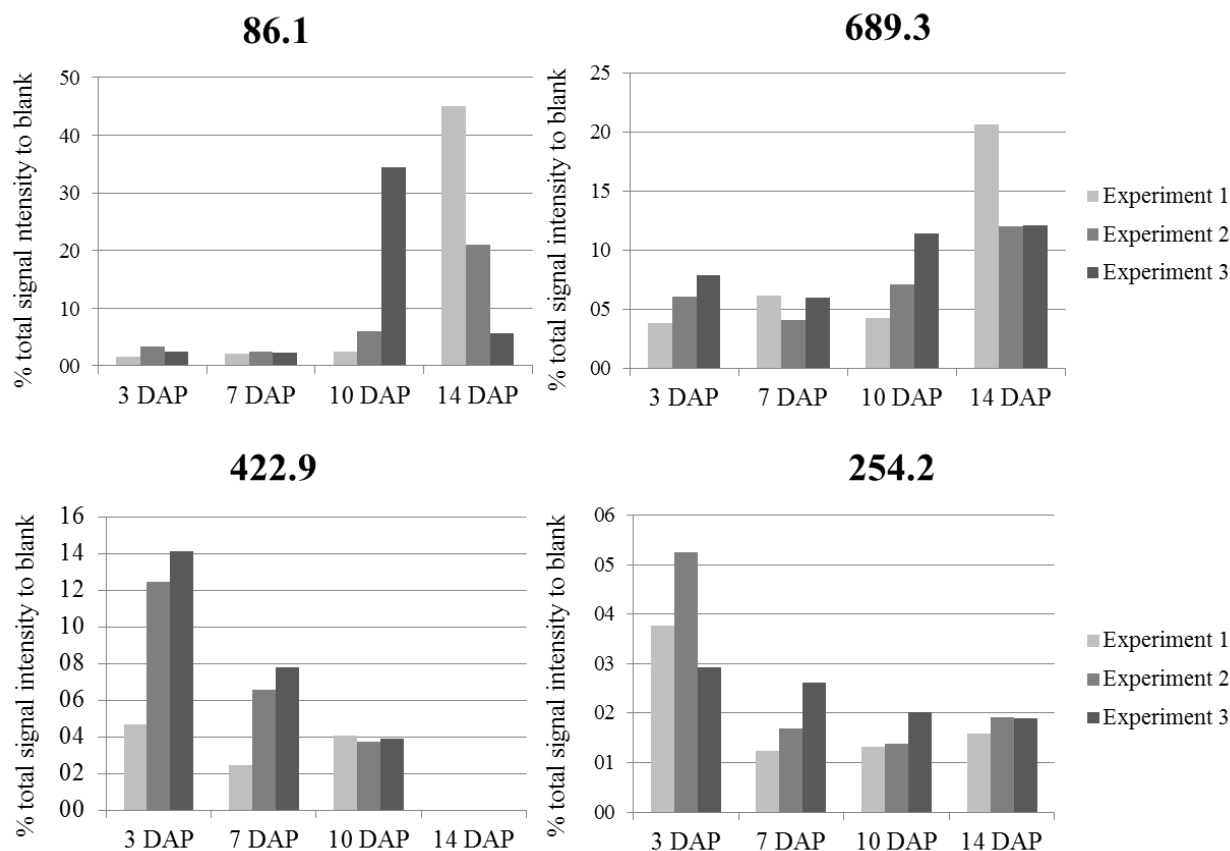 86.1
% total signal ntensity to blank
50
40
30
20
10
00
3 DAP 7 DAP 10 DAP 14 DAP
689.3
% total signal intensity to blank
25
20
15
10
05
00
3 DAP 7 DAP 10 DAP 14 DAP
Experiment 1
Experiment 2
Experiment 3
422.9
% total signal intensity to blank
16
14
12
10
08
06
04
02
00
3 DAP 7 DAP 10 DAP 14 DAP
254.2
% total signal intensity to blank
06
05
04
03
02
01
00
3 DAP 7 DAP 10 DAP 14 DAP
Experiment 1
Experiment 2
Experiment 3